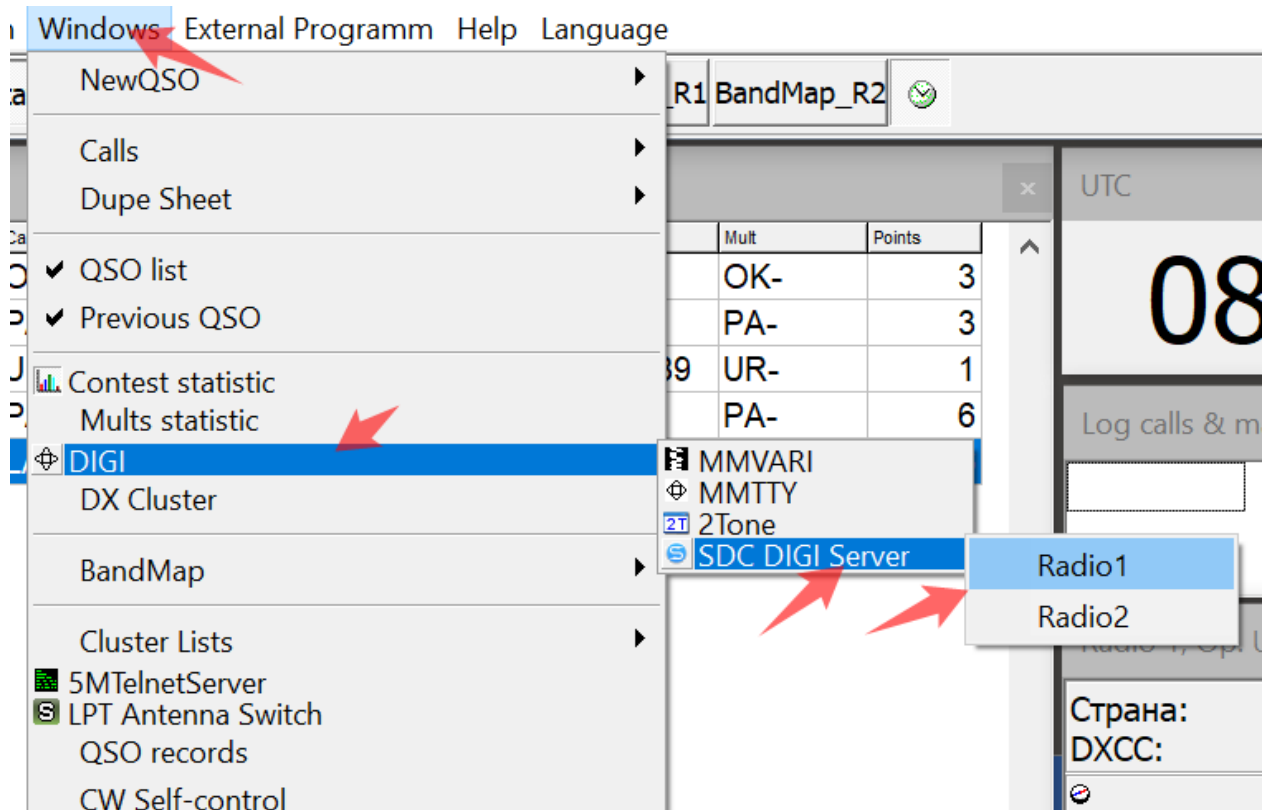 Windows External Programm Help Language
NewQSO
_R1 BandMap_R2
Calls
Dupe Sheet
UTC
Mult Points
QSO list
OK- 3
08
Previous QSO
PA- 3
39 UR- 1
Contest statistic
Mults statistic
PA- 6
Log calls & m
DIGI
MMVARI
DX Cluster
MMTTY
2T 2Tone
SDC DIGI Server
BandMap
Radio1
Radio2
Cluster Lists
5MTelnetServer
S LPT Antenna Switch
Страна:
QSO records
DXCC:
CW Self-control